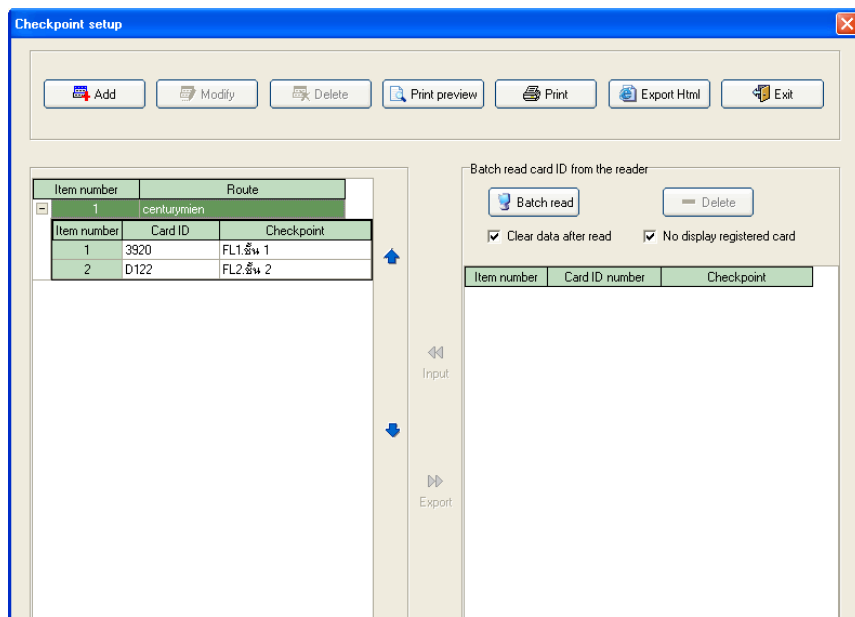 Checkpoint setup
Add Modify Delete Print preview Print Export Html Exit
Item number Route
1 centurymien
Item number Card ID Checkpoint
1 3920 FL1.ชั้น 1
2 D122 FL2.ชั้น 2
Input
Export
Batch read card ID from the reader
Batch read Delete
Clear data after read No display registered card
Item number Card ID number Checkpoint